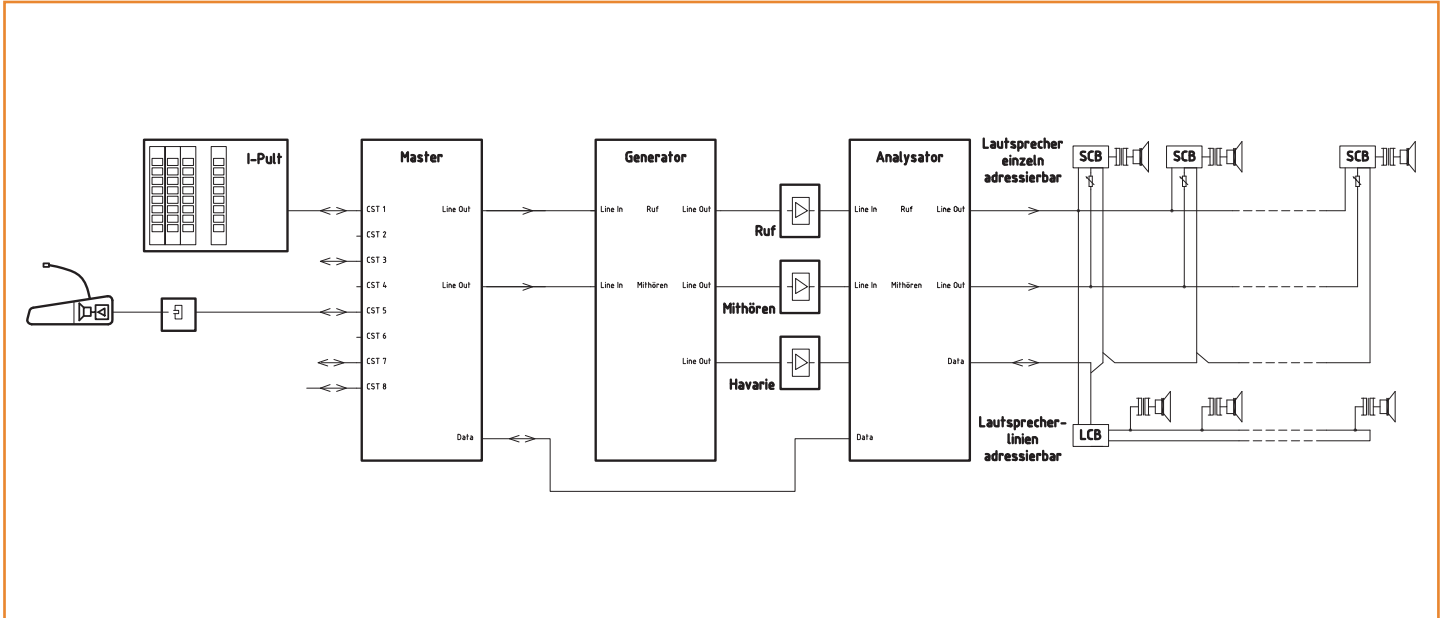 I-Pult
Master
CST 1
CST 2
CST 3
CST 4
CST 5
CST 6
CST 7
CST 8
Line Out
Line Out
Data
Generator
Line In Ruf Line Out
Line In Mithören Line Out
Line Out
Ruf
Mithören
Havarie
Analysator
Line In Ruf Line Out
Line In Mithören Line Out
Data
Data
Lautsprecher
einzeln
adressierbar
SCB
SCB
SCB
Lautsprecher-
linien
adressierbar
LCB